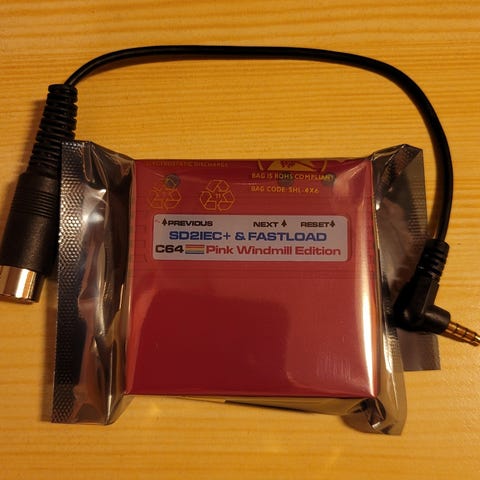 ELECTROSTATIC DISCHARGE
BAG IS ROHS COMPLIANT
BAG CODE: SHL-4X6
PREVIOUS NEXT RESET
SD2IEC+ & FASTLOAD
C64 Pink Windmill Edition